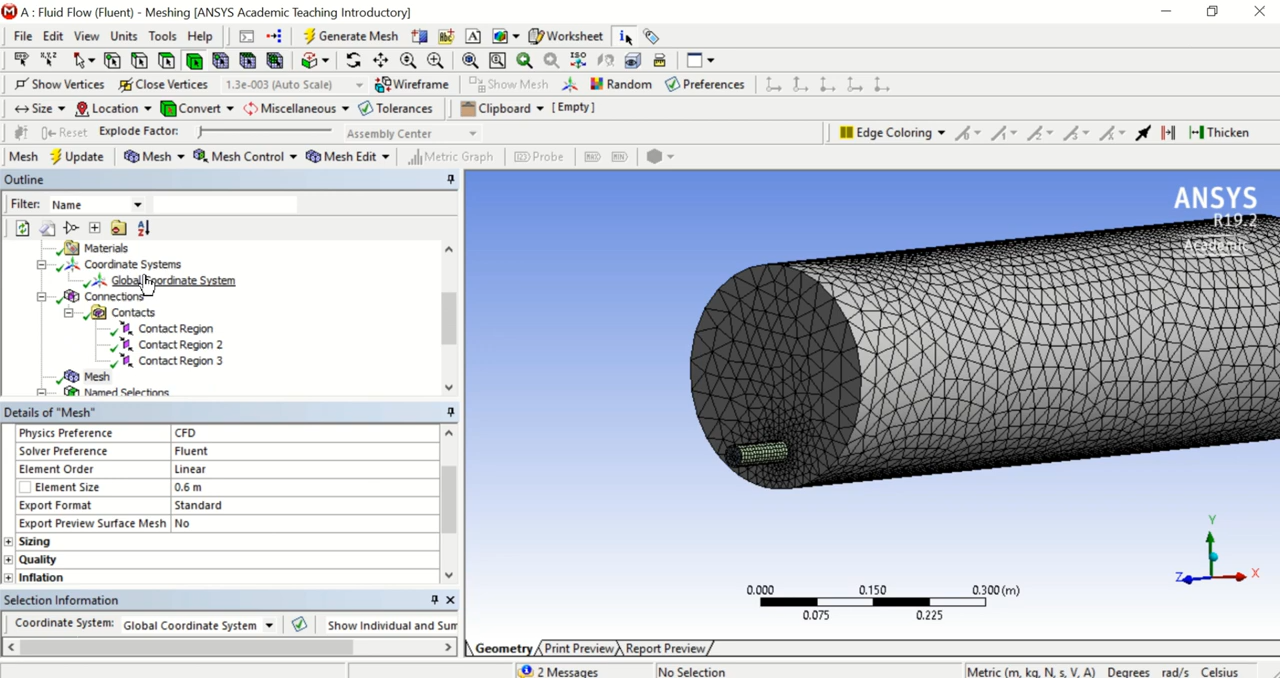 A : Fluid Flow (Fluent) - Meshing [ANSYS Academic Teaching Introductory]
File Edit View Units Tools Help Generate Mesh A Worksheet i
Show Vertices Close Vertices 1.3e-003 (Auto Scale) Wireframe Show Mesh Random Preferences
Size Location Convert Miscellaneous Tolerances Clipboard [ Empty ]
Reset Explode Factor: Assembly Center Edge Coloring Thicken
Mesh Update Mesh Mesh Control Mesh Edit Metric Graph Probe MAX MIN
Outline
Filter: Name
Materials
Coordinate Systems
Global Coordinate System
Connections
Contacts
Contact Region
Contact Region 2
Contact Region 3
Mesh
Named Selections
Details of "Mesh"
Physics Preference CFD
Solver Preference Fluent
Element Order Linear
Element Size 0.6 m
Export Format Standard
Export Preview Surface Mesh No
Sizing
Quality
Inflation
Selection Information
Coordinate System: Global Coordinate System Show Individual and Sum
ANSYS
R19.2
Academic
Y
Z
X
0.000 0.150 0.300 (m)
0.075 0.225
Geometry Print Preview Report Preview
2 Messages No Selection Metric (m, kg, N, s, V, A) Degrees rad/s Celsius